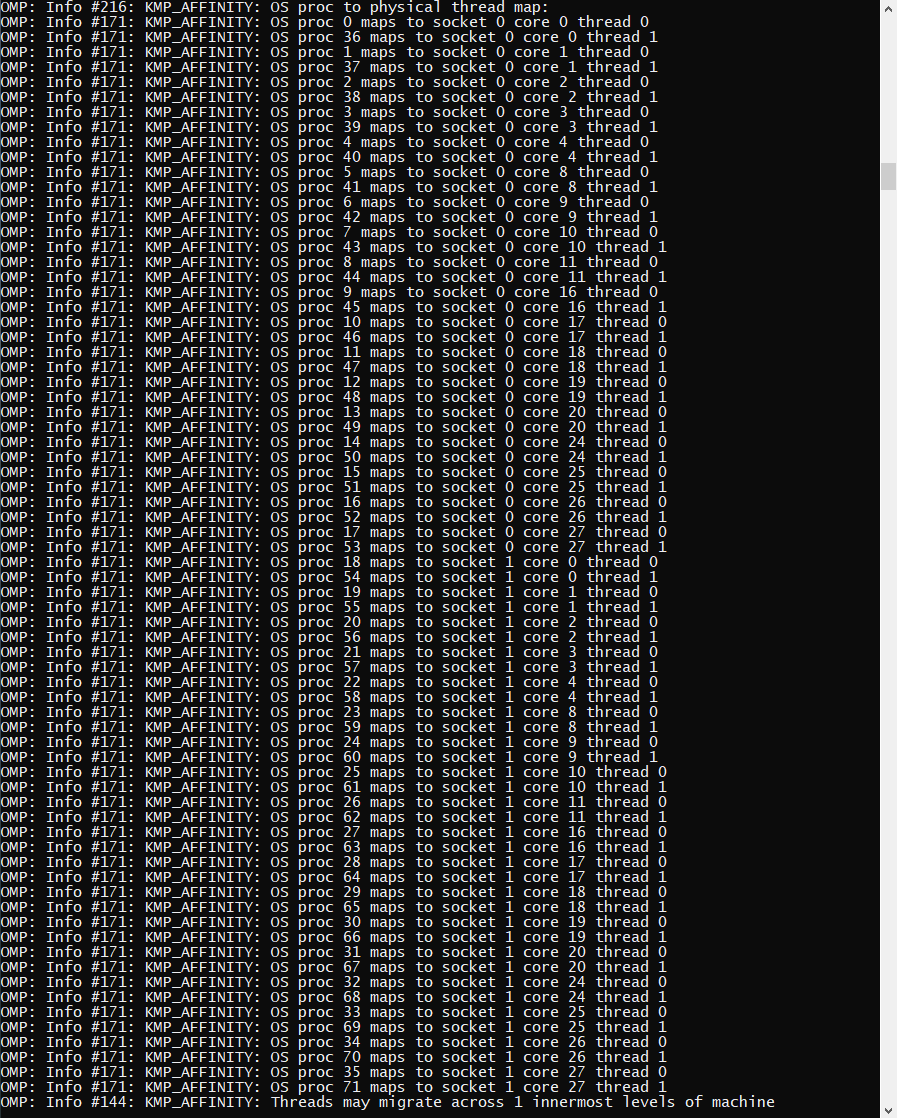 OMP: Info #216: KMP_AFFINITY: OS proc to physical thread map:
OMP: Info #171: KMP_AFFINITY: OS proc 0 maps to socket 0 core 0 thread 0
OMP: Info #171: KMP_AFFINITY: OS proc 36 maps to socket 0 core 0 thread 1
OMP: Info #171: KMP_AFFINITY: OS proc 1 maps to socket 0 core 1 thread 0
OMP: Info #171: KMP_AFFINITY: OS proc 37 maps to socket 0 core 1 thread 1
OMP: Info #171: KMP_AFFINITY: OS proc 2 maps to socket 0 core 2 thread 0
OMP: Info #171: KMP_AFFINITY: OS proc 38 maps to socket 0 core 2 thread 1
OMP: Info #171: KMP_AFFINITY: OS proc 3 maps to socket 0 core 3 thread 0
OMP: Info #171: KMP_AFFINITY: OS proc 39 maps to socket 0 core 3 thread 1
OMP: Info #171: KMP_AFFINITY: OS proc 4 maps to socket 0 core 4 thread 0
OMP: Info #171: KMP_AFFINITY: OS proc 40 maps to socket 0 core 4 thread 1
OMP: Info #171: KMP_AFFINITY: OS proc 5 maps to socket 0 core 8 thread 0
OMP: Info #171: KMP_AFFINITY: OS proc 41 maps to socket 0 core 8 thread 1
OMP: Info #171: KMP_AFFINITY: OS proc 6 maps to socket 0 core 9 thread 0
OMP: Info #171: KMP_AFFINITY: OS proc 42 maps to socket 0 core 9 thread 1
OMP: Info #171: KMP_AFFINITY: OS proc 7 maps to socket 0 core 10 thread 0
OMP: Info #171: KMP_AFFINITY: OS proc 43 maps to socket 0 core 10 thread 1
OMP: Info #171: KMP_AFFINITY: OS proc 8 maps to socket 0 core 11 thread 0
OMP: Info #171: KMP_AFFINITY: OS proc 44 maps to socket 0 core 11 thread 1
OMP: Info #171: KMP_AFFINITY: OS proc 9 maps to socket 0 core 16 thread 0
OMP: Info #171: KMP_AFFINITY: OS proc 45 maps to socket 0 core 16 thread 1
OMP: Info #171: KMP_AFFINITY: OS proc 10 maps to socket 0 core 17 thread 0
OMP: Info #171: KMP_AFFINITY: OS proc 46 maps to socket 0 core 17 thread 1
OMP: Info #171: KMP_AFFINITY: OS proc 11 maps to socket 0 core 18 thread 0
OMP: Info #171: KMP_AFFINITY: OS proc 47 maps to socket 0 core 18 thread 1
OMP: Info #171: KMP_AFFINITY: OS proc 12 maps to socket 0 core 19 thread 0
OMP: Info #171: KMP_AFFINITY: OS proc 48 maps to socket 0 core 19 thread 1
OMP: Info #171: KMP_AFFINITY: OS proc 13 maps to socket 0 core 20 thread 0
OMP: Info #171: KMP_AFFINITY: OS proc 49 maps to socket 0 core 20 thread 1
OMP: Info #171: KMP_AFFINITY: OS proc 14 maps to socket 0 core 24 thread 0
OMP: Info #171: KMP_AFFINITY: OS proc 50 maps to socket 0 core 24 thread 1
OMP: Info #171: KMP_AFFINITY: OS proc 15 maps to socket 0 core 25 thread 0
OMP: Info #171: KMP_AFFINITY: OS proc 51 maps to socket 0 core 25 thread 1
OMP: Info #171: KMP_AFFINITY: OS proc 16 maps to socket 0 core 26 thread 0
OMP: Info #171: KMP_AFFINITY: OS proc 52 maps to socket 0 core 26 thread 1
OMP: Info #171: KMP_AFFINITY: OS proc 17 maps to socket 0 core 27 thread 0
OMP: Info #171: KMP_AFFINITY: OS proc 53 maps to socket 0 core 27 thread 1
OMP: Info #171: KMP_AFFINITY: OS proc 18 maps to socket 1 core 0 thread 0
OMP: Info #171: KMP_AFFINITY: OS proc 54 maps to socket 1 core 0 thread 1
OMP: Info #171: KMP_AFFINITY: OS proc 19 maps to socket 1 core 1 thread 0
OMP: Info #171: KMP_AFFINITY: OS proc 55 maps to socket 1 core 1 thread 1
OMP: Info #171: KMP_AFFINITY: OS proc 20 maps to socket 1 core 2 thread 0
OMP: Info #171: KMP_AFFINITY: OS proc 56 maps to socket 1 core 2 thread 1
OMP: Info #171: KMP_AFFINITY: OS proc 21 maps to socket 1 core 3 thread 0
OMP: Info #171: KMP_AFFINITY: OS proc 57 maps to socket 1 core 3 thread 1
OMP: Info #171: KMP_AFFINITY: OS proc 22 maps to socket 1 core 4 thread 0
OMP: Info #171: KMP_AFFINITY: OS proc 58 maps to socket 1 core 4 thread 1
OMP: Info #171: KMP_AFFINITY: OS proc 23 maps to socket 1 core 8 thread 0
OMP: Info #171: KMP_AFFINITY: OS proc 59 maps to socket 1 core 8 thread 1
OMP: Info #171: KMP_AFFINITY: OS proc 24 maps to socket 1 core 9 thread 0
OMP: Info #171: KMP_AFFINITY: OS proc 60 maps to socket 1 core 9 thread 1
OMP: Info #171: KMP_AFFINITY: OS proc 25 maps to socket 1 core 10 thread 0
OMP: Info #171: KMP_AFFINITY: OS proc 61 maps to socket 1 core 10 thread 1
OMP: Info #171: KMP_AFFINITY: OS proc 26 maps to socket 1 core 11 thread 0
OMP: Info #171: KMP_AFFINITY: OS proc 62 maps to socket 1 core 11 thread 1
OMP: Info #171: KMP_AFFINITY: OS proc 27 maps to socket 1 core 16 thread 0
OMP: Info #171: KMP_AFFINITY: OS proc 63 maps to socket 1 core 16 thread 1
OMP: Info #171: KMP_AFFINITY: OS proc 28 maps to socket 1 core 17 thread 0
OMP: Info #171: KMP_AFFINITY: OS proc 64 maps to socket 1 core 17 thread 1
OMP: Info #171: KMP_AFFINITY: OS proc 29 maps to socket 1 core 18 thread 0
OMP: Info #171: KMP_AFFINITY: OS proc 65 maps to socket 1 core 18 thread 1
OMP: Info #171: KMP_AFFINITY: OS proc 30 maps to socket 1 core 19 thread 0
OMP: Info #171: KMP_AFFINITY: OS proc 66 maps to socket 1 core 19 thread 1
OMP: Info #171: KMP_AFFINITY: OS proc 31 maps to socket 1 core 20 thread 0
OMP: Info #171: KMP_AFFINITY: OS proc 67 maps to socket 1 core 20 thread 1
OMP: Info #171: KMP_AFFINITY: OS proc 32 maps to socket 1 core 24 thread 0
OMP: Info #171: KMP_AFFINITY: OS proc 68 maps to socket 1 core 24 thread 1
OMP: Info #171: KMP_AFFINITY: OS proc 33 maps to socket 1 core 25 thread 0
OMP: Info #171: KMP_AFFINITY: OS proc 69 maps to socket 1 core 25 thread 1
OMP: Info #171: KMP_AFFINITY: OS proc 34 maps to socket 1 core 26 thread 0
OMP: Info #171: KMP_AFFINITY: OS proc 70 maps to socket 1 core 26 thread 1
OMP: Info #171: KMP_AFFINITY: OS proc 35 maps to socket 1 core 27 thread 0
OMP: Info #171: KMP_AFFINITY: OS proc 71 maps to socket 1 core 27 thread 1
OMP: Info #144: KMP_AFFINITY: Threads may migrate across 1 innermost levels of machine